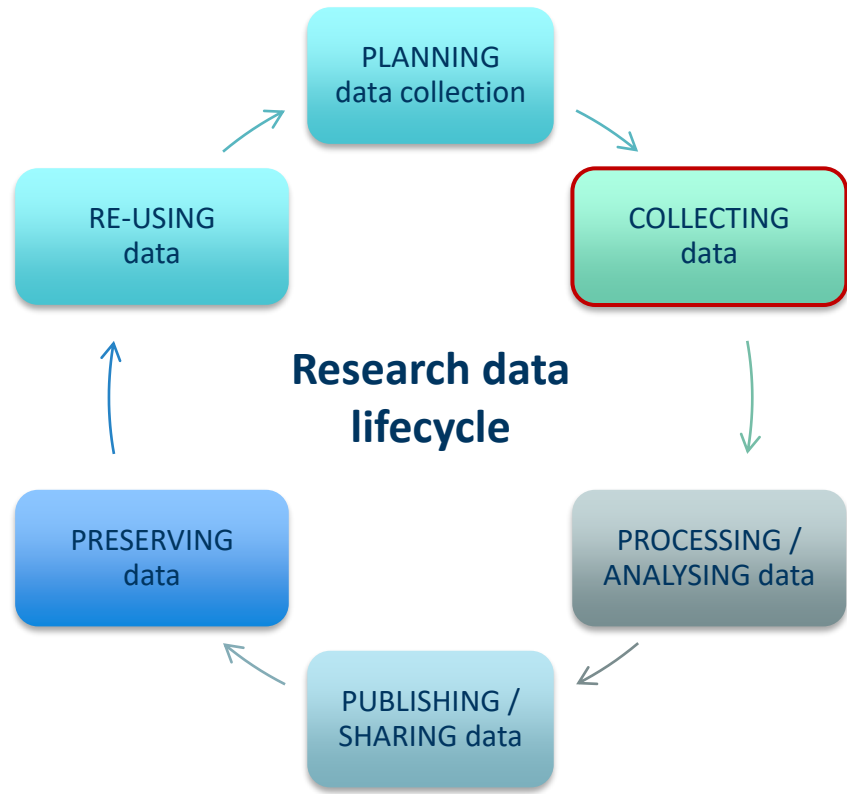 PLANNING
data collection
COLLECTING
data
PROCESSING /
ANALYSING data
PUBLISHING /
SHARING data
PRESERVING
data
RE-USING
data
Research data
lifecycle